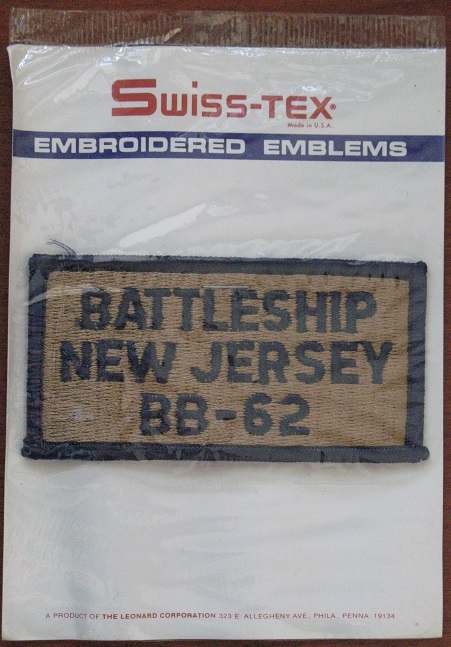 Swiss-Tex®
Made in U.S.A.
EMBROIDERED EMBLEMS
BATTLESHIP
NEW JERSEY
BB-62
A PRODUCT OF THE LEONARD CORPORATION 323 E. ALLEGHENY AVE., PHILA., PENNA. 19134